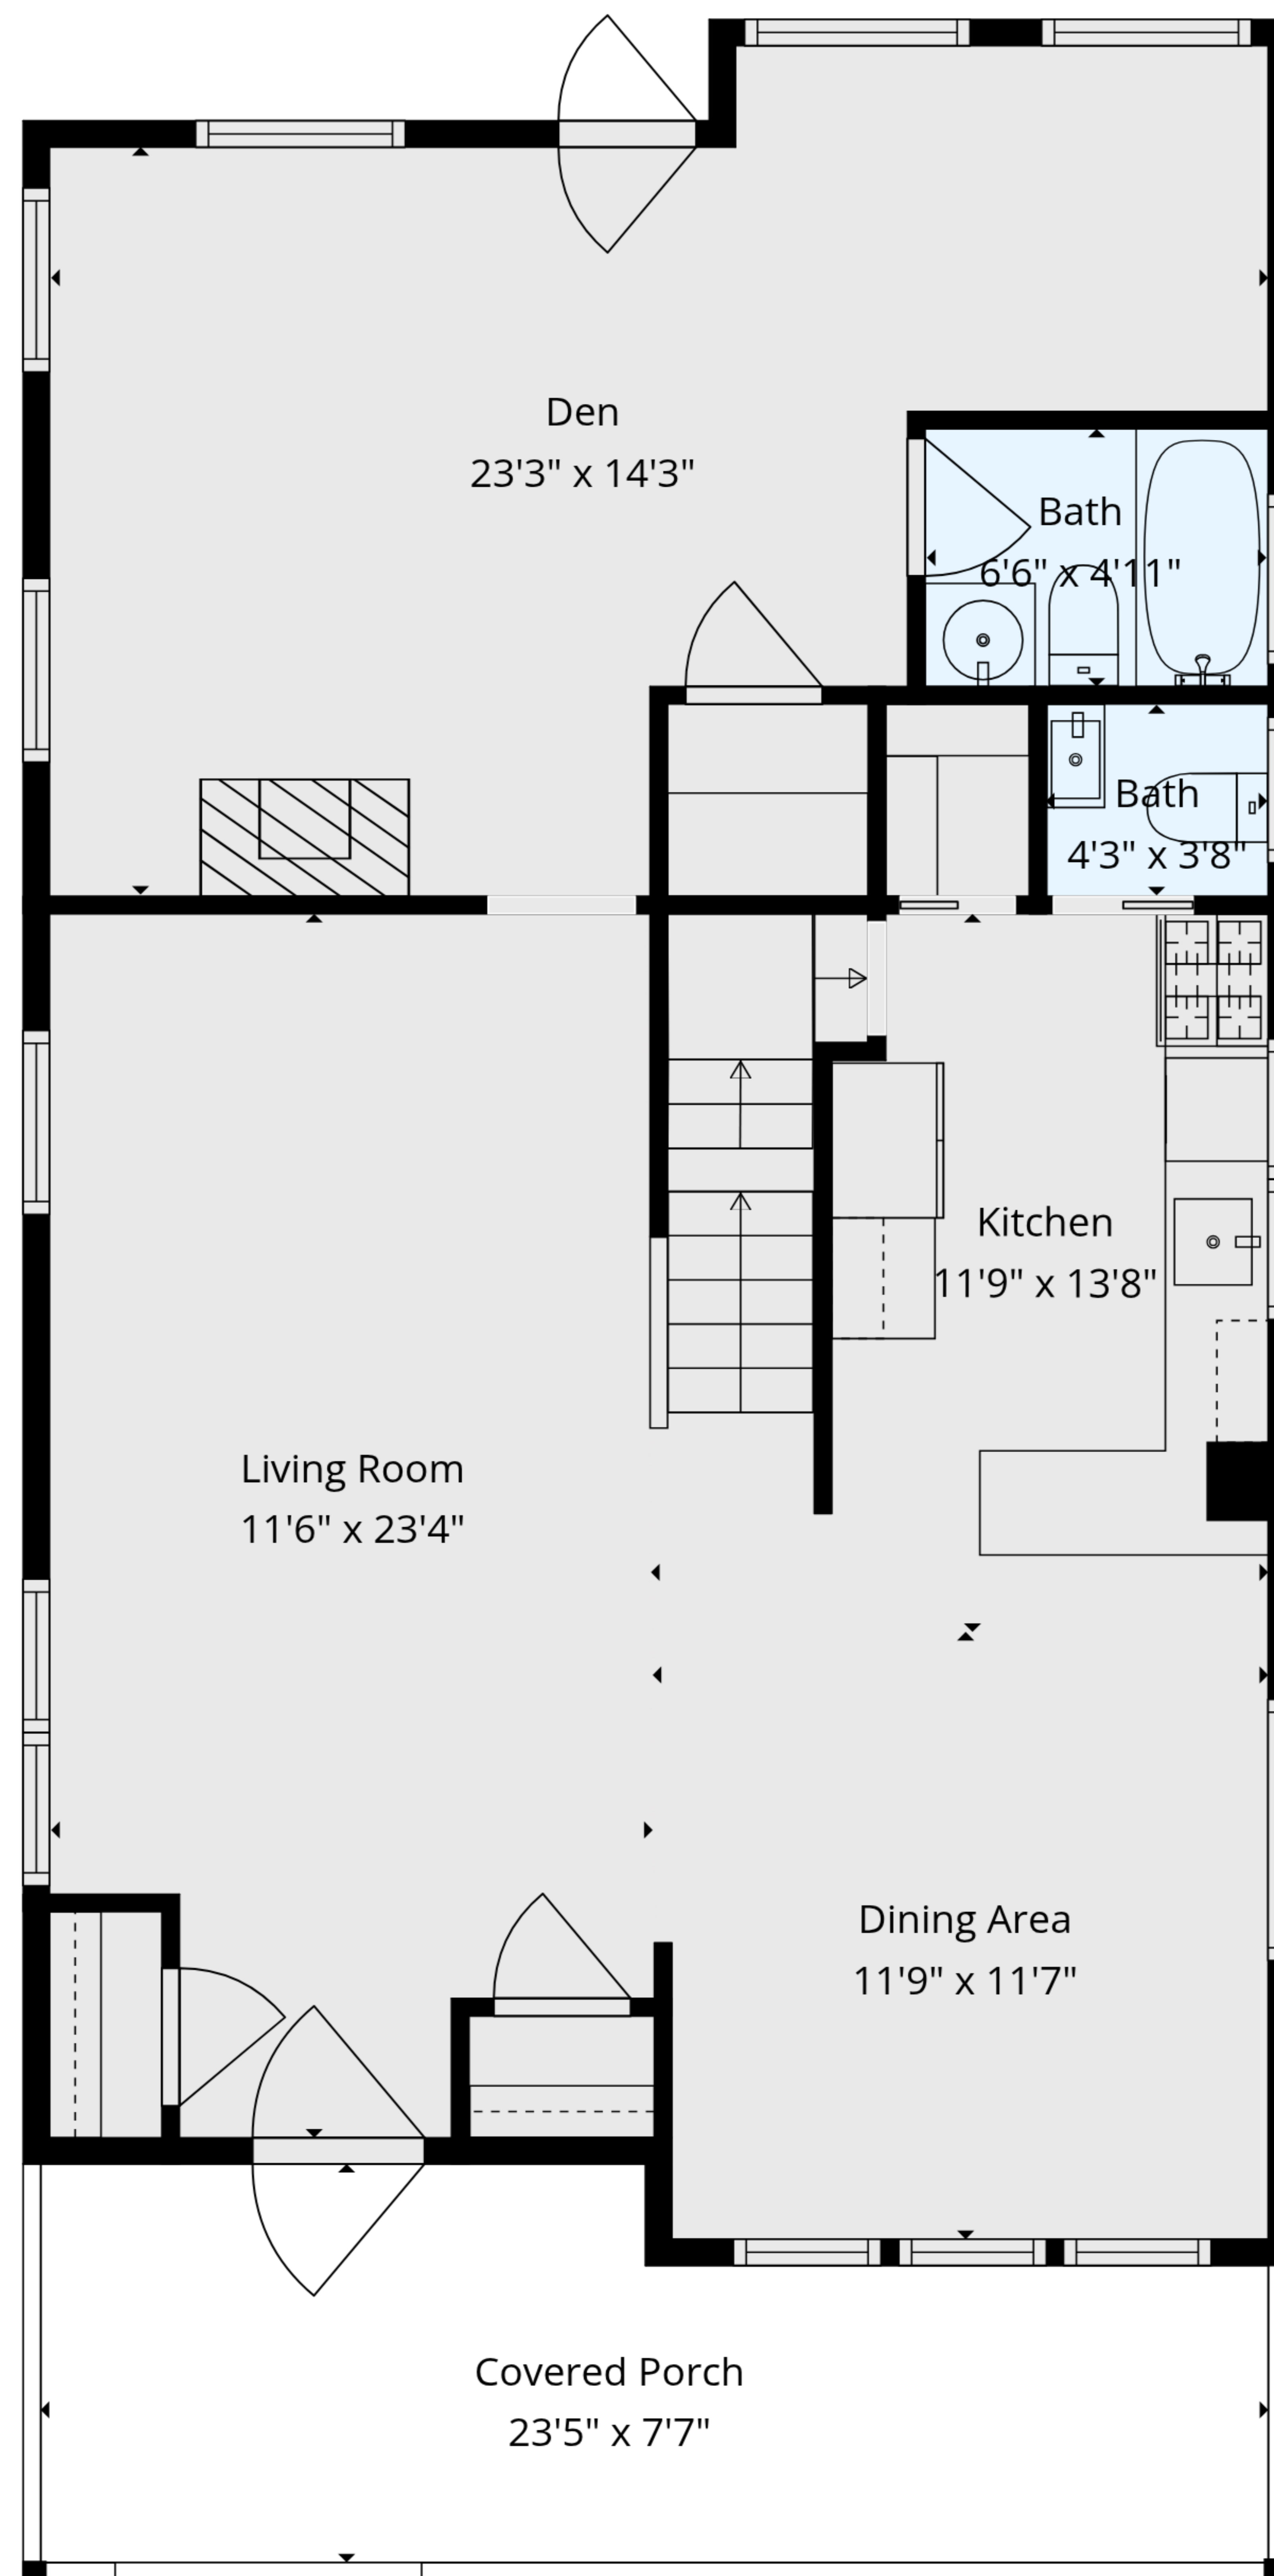 Den
23'3" x 14'3"
Bath
6'6" x 4'11"
Bath
4'3" x 3'8"
Kitchen
11'9" x 13'8"
Living Room
11'6" x 23'4"
Dining Area
11'9" x 11'7"
Covered Porch
23'5" x 7'7"